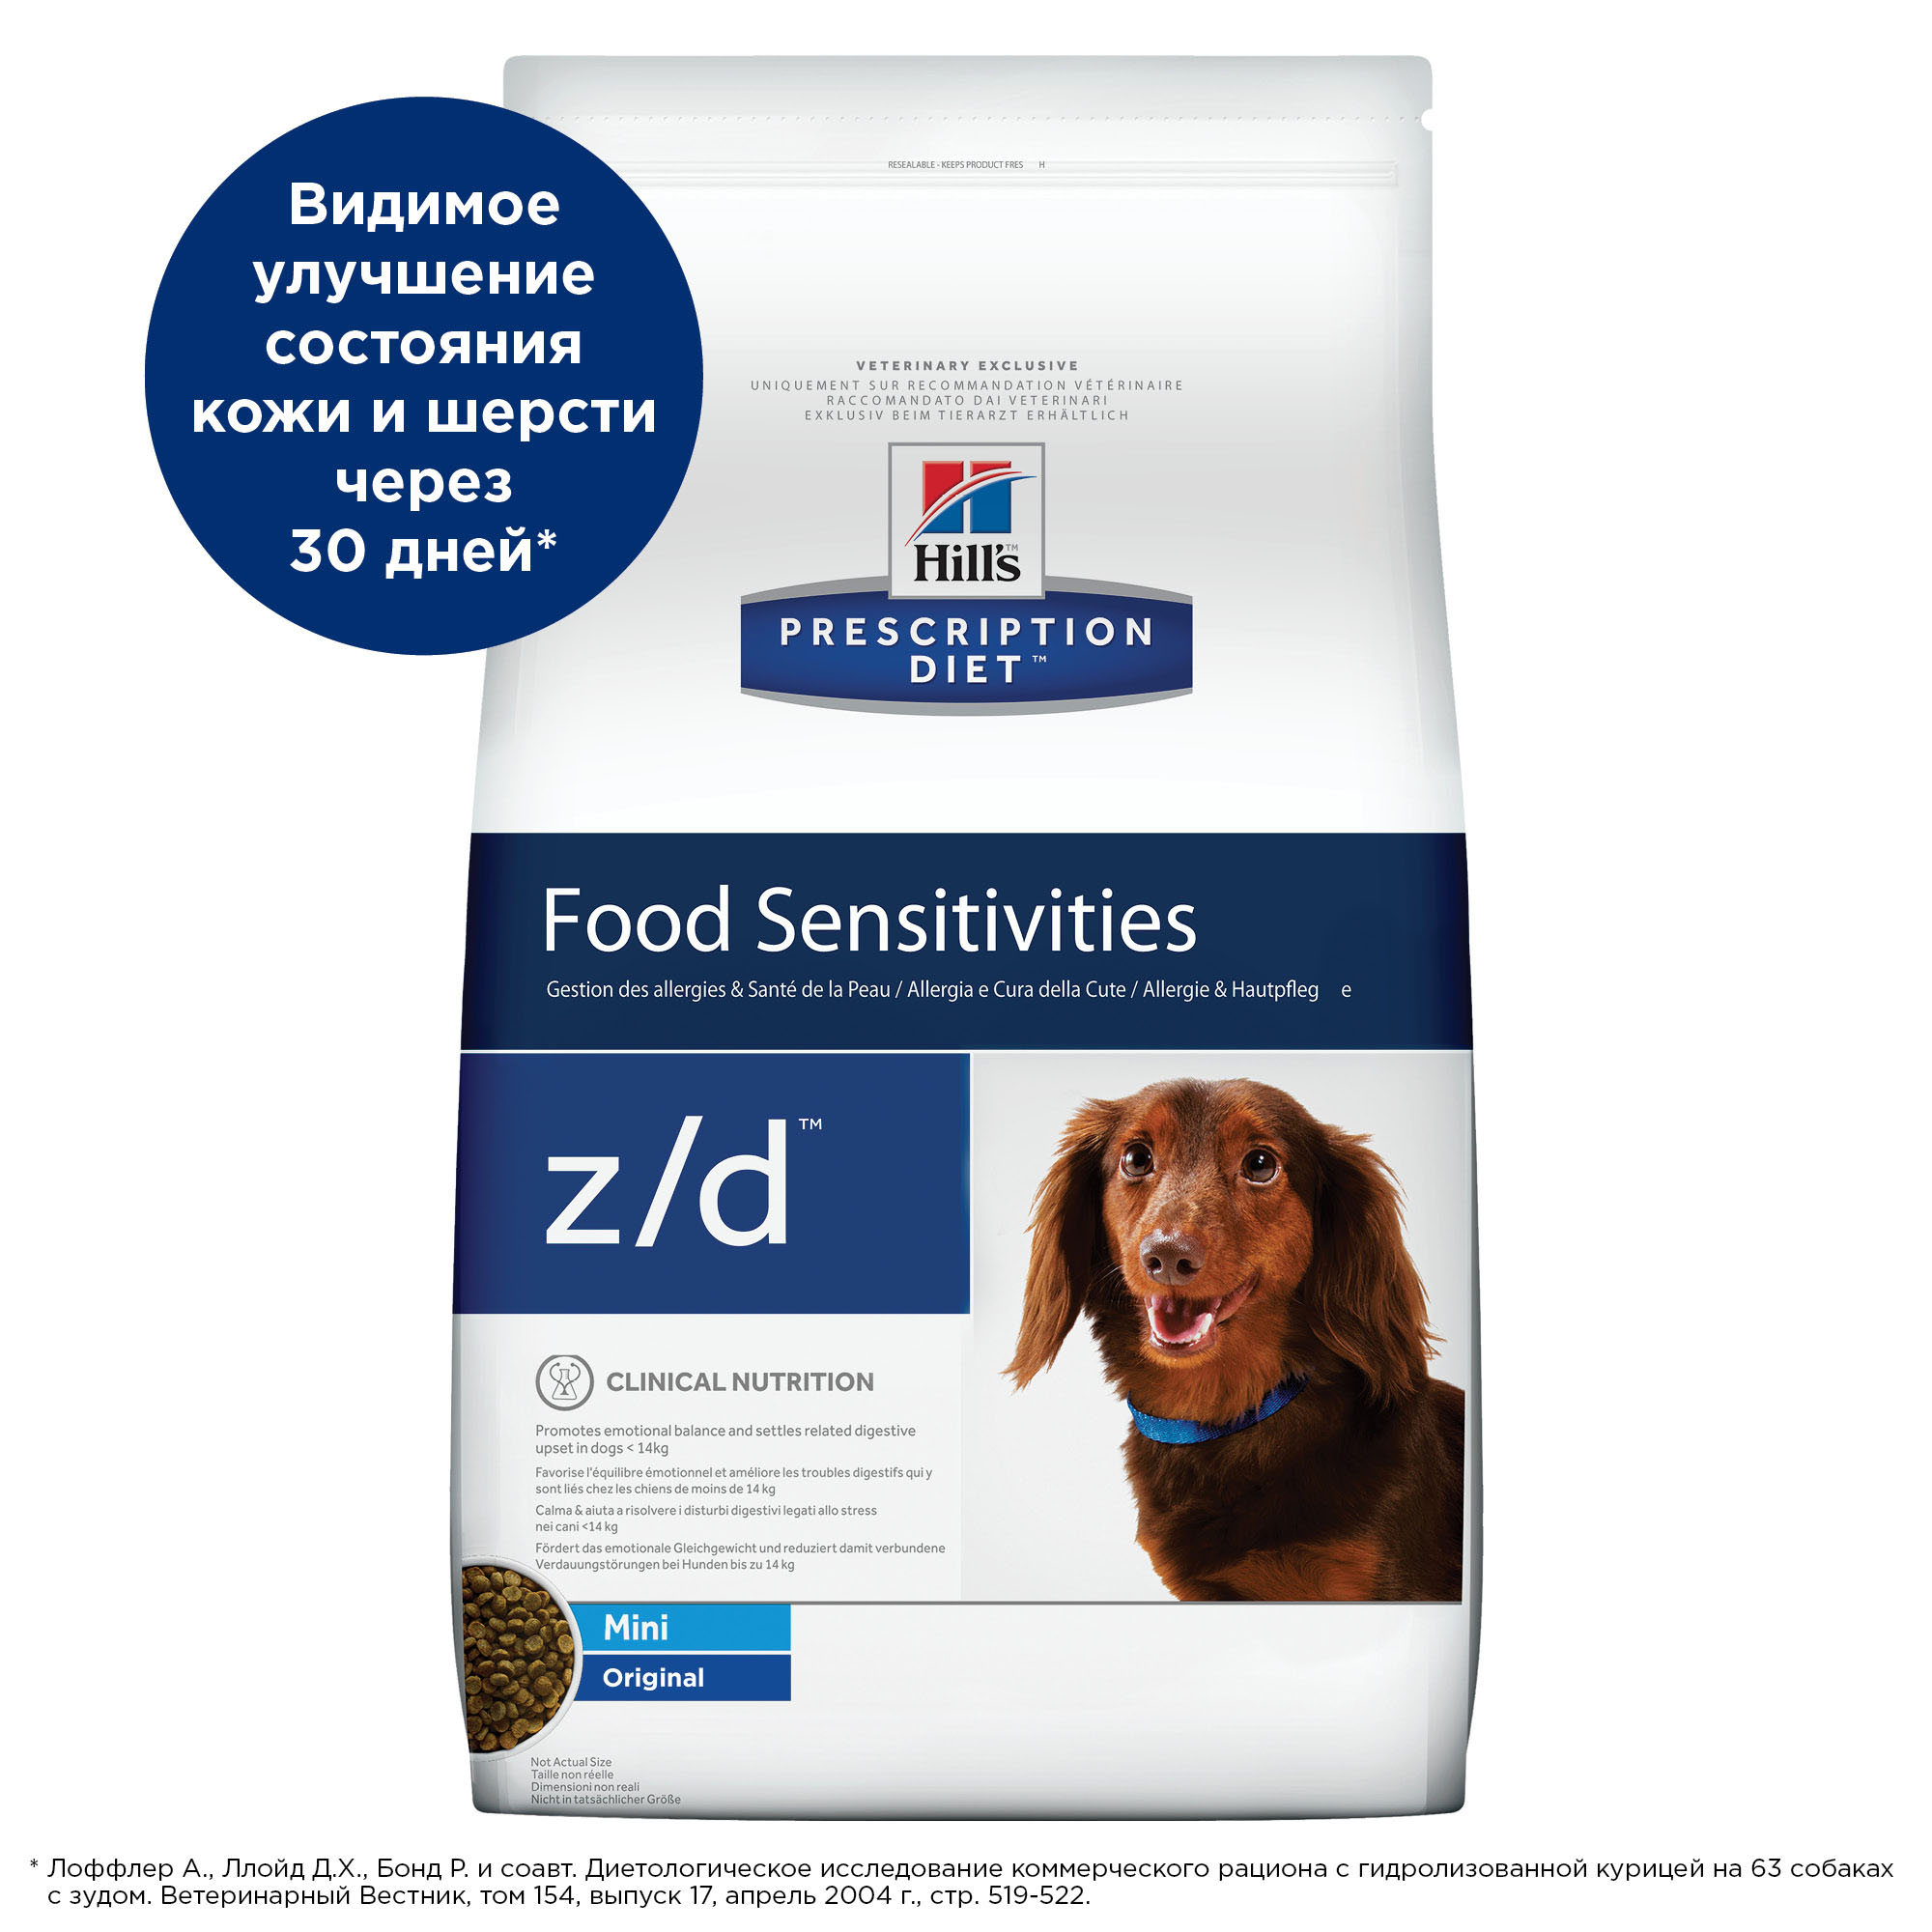 Видимое
улучшение
состояния
кожи и шерсти
через
30 дней*
RESEALABLE - KEEPS PRODUCT FRES H
VETERINARY EXCLUSIVE
UNIQUEMENT SUR RECOMMANDATION VÉTÉRINAIRE
RACCOMANDATO DAI VETERINARI
EXKLUSIV BEIM TIERARZT ERHÄLTLICH
Hill's™
PRESCRIPTION
DIET™
Food Sensitivities
Gestion des allergies & Santé de la Peau / Allergia e Cura della Cute / Allergie & Hautpfleg e
z/d™
CLINICAL NUTRITION
Promotes emotional balance and settles related digestive
upset in dogs < 14kg
Favorise l'équilibre émotionnel et améliore les troubles digestifs qui y
sont liés chez les chiens de moins de 14 kg
Calma & aiuta a risolvere i disturbi digestivi legati allo stress
nei cani <14 kg
Fördert das emotionale Gleichgewicht und reduziert damit verbundene
Verdauungstörungen bei Hunden bis zu 14 kg
Mini
Original
Not Actual Size
Taille non réelle
Dimensioni non reali
Nicht in tatsächlicher Größe
* Лоффлер А., Ллойд Д.Х., Бонд Р. и соавт. Диетологическое исследование коммерческого рациона с гидролизованной курицей на 63 собаках
с зудом. Ветеринарный Вестник, том 154, выпуск 17, апрель 2004 г., стр. 519-522.